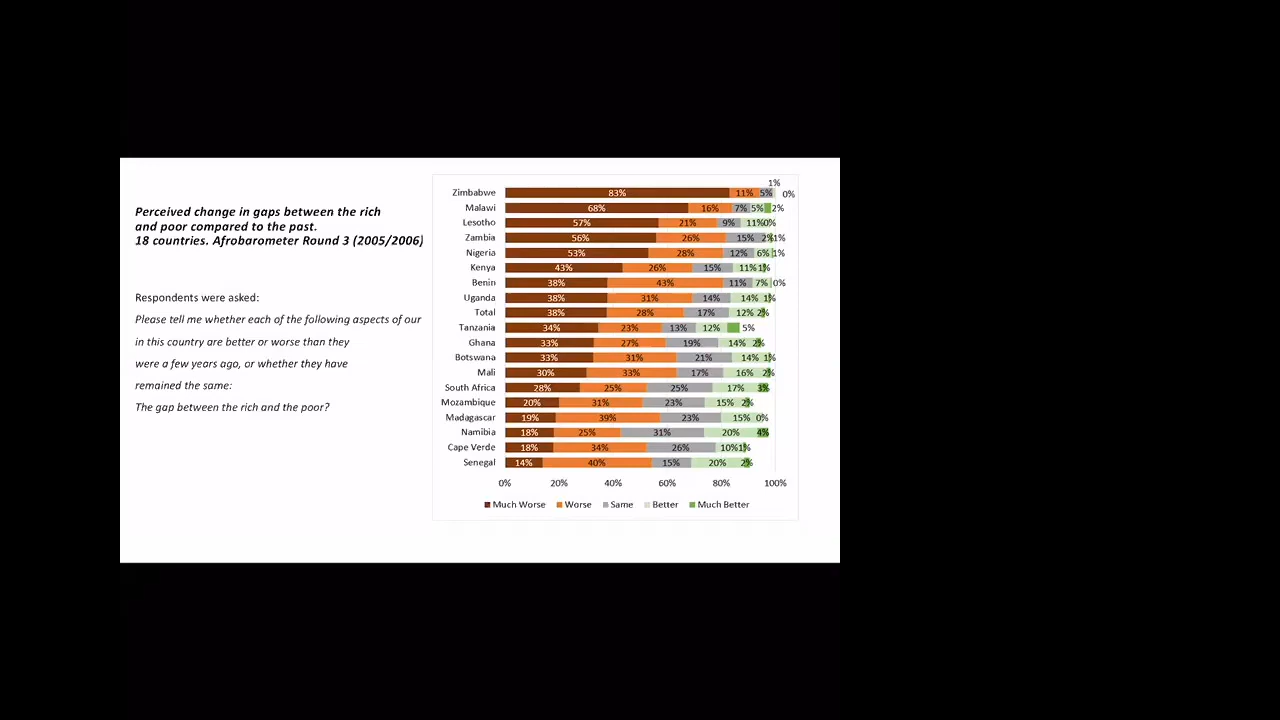 Perceived change in gaps between the rich
and poor compared to the past.
18 countries. Afrobarometer Round 3 (2005/2006)
Respondents were asked:
Please tell me whether each of the following aspects of our
in this country are better or worse than they
were a few years ago, or whether they have
remained the same:
The gap between the rich and the poor?
1%
Zimbabwe 83% 11% 5% 0%
Malawi 68% 16% 7% 5% 2%
Lesotho 57% 21% 9% 11% 0%
Zambia 56% 26% 15% 2% 1%
Nigeria 53% 28% 12% 6% 1%
Kenya 43% 26% 15% 11% 1%
Benin 38% 43% 11% 7% 0%
Uganda 38% 31% 14% 14% 1%
Total 38% 28% 17% 12% 2%
Tanzania 34% 23% 13% 12% 5%
Ghana 33% 27% 19% 14% 2%
Botswana 33% 31% 21% 14% 1%
Mali 30% 33% 17% 16% 2%
South Africa 28% 25% 25% 17% 3%
Mozambique 20% 31% 23% 15% 2%
Madagascar 19% 39% 23% 15% 0%
Namibia 18% 25% 31% 20% 4%
Cape Verde 18% 34% 26% 10% 1%
Senegal 14% 40% 15% 20% 2%
0% 20% 40% 60% 80% 100%
Much Worse Worse Same Better Much Better